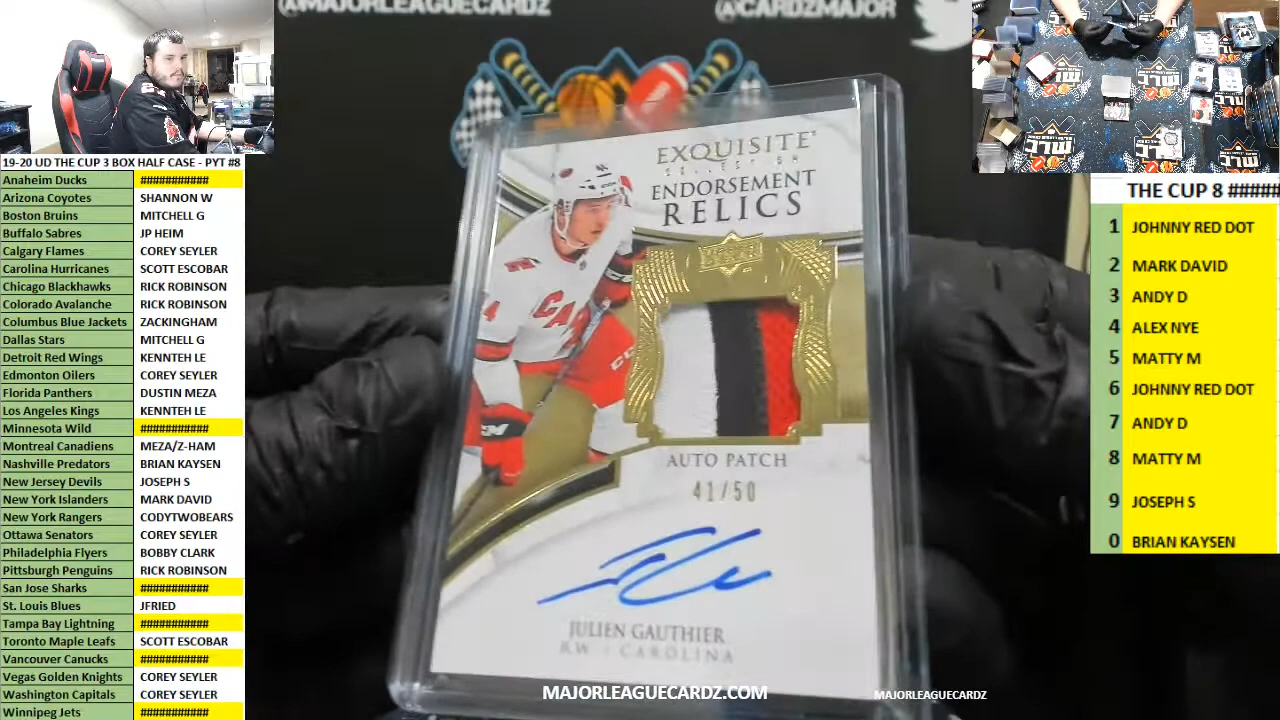 @MAJORLEAGUECARDZ
@CARDZMAJOR
19-20 UD THE CUP 3 BOX HALF CASE - PYT #8
Anaheim Ducks ###########
Arizona Coyotes SHANNON W
Boston Bruins MITCHELL G
Buffalo Sabres JP HEIM
Calgary Flames COREY SEYLER
Carolina Hurricanes SCOTT ESCOBAR
Chicago Blackhawks RICK ROBINSON
Colorado Avalanche RICK ROBINSON
Columbus Blue Jackets ZACKINGHAM
Dallas Stars MITCHELL G
Detroit Red Wings KENNTEH LE
Edmonton Oilers COREY SEYLER
Florida Panthers DUSTIN MEZA
Los Angeles Kings KENNTEH LE
Minnesota Wild ###########
Montreal Canadiens MEZA/Z-HAM
Nashville Predators BRIAN KAYSEN
New Jersey Devils JOSEPH S
New York Islanders MARK DAVID
New York Rangers CODYTWOBEARS
Ottawa Senators COREY SEYLER
Philadelphia Flyers BOBBY CLARK
Pittsburg Penguins RICK ROBINSON
San Jose Sharks ###########
St. Louis Blues JFRIED
Tampa Bay Lightning ###########
Toronto Maple Leafs SCOTT ESCOBAR
Vancouver Canucks ###########
Vegas Golden Knights COREY SEYLER
Washington Capitals COREY SEYLER
Winnipeg Jets ###########
EXQUISITE
COLLECTION
ENDORSEMENT
RELICS
AUTO PATCH
41/50
JULIEN GAUTHIER
RW | CAROLINA
MAJORLEAGUECARDZ.COM
MAJORLEAGUECARDZ
THE CUP 8 #####
1 JOHNNY RED DOT
2 MARK DAVID
3 ANDY D
4 ALEX NYE
5 MATTY M
6 JOHNNY RED DOT
7 ANDY D
8 MATTY M
9 JOSEPH S
0 BRIAN KAYSEN